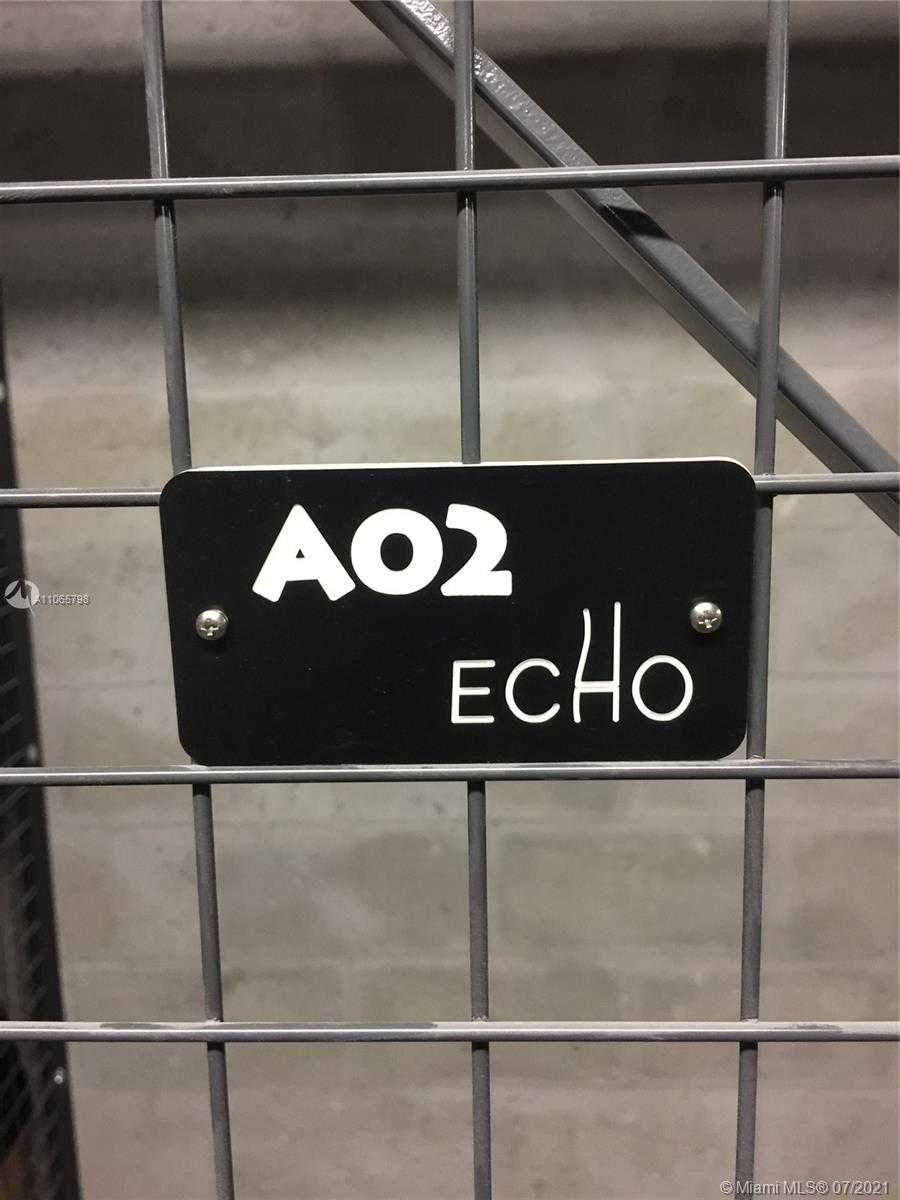 A02
ECHO
A11065798
©Miami MLS® 07/2021